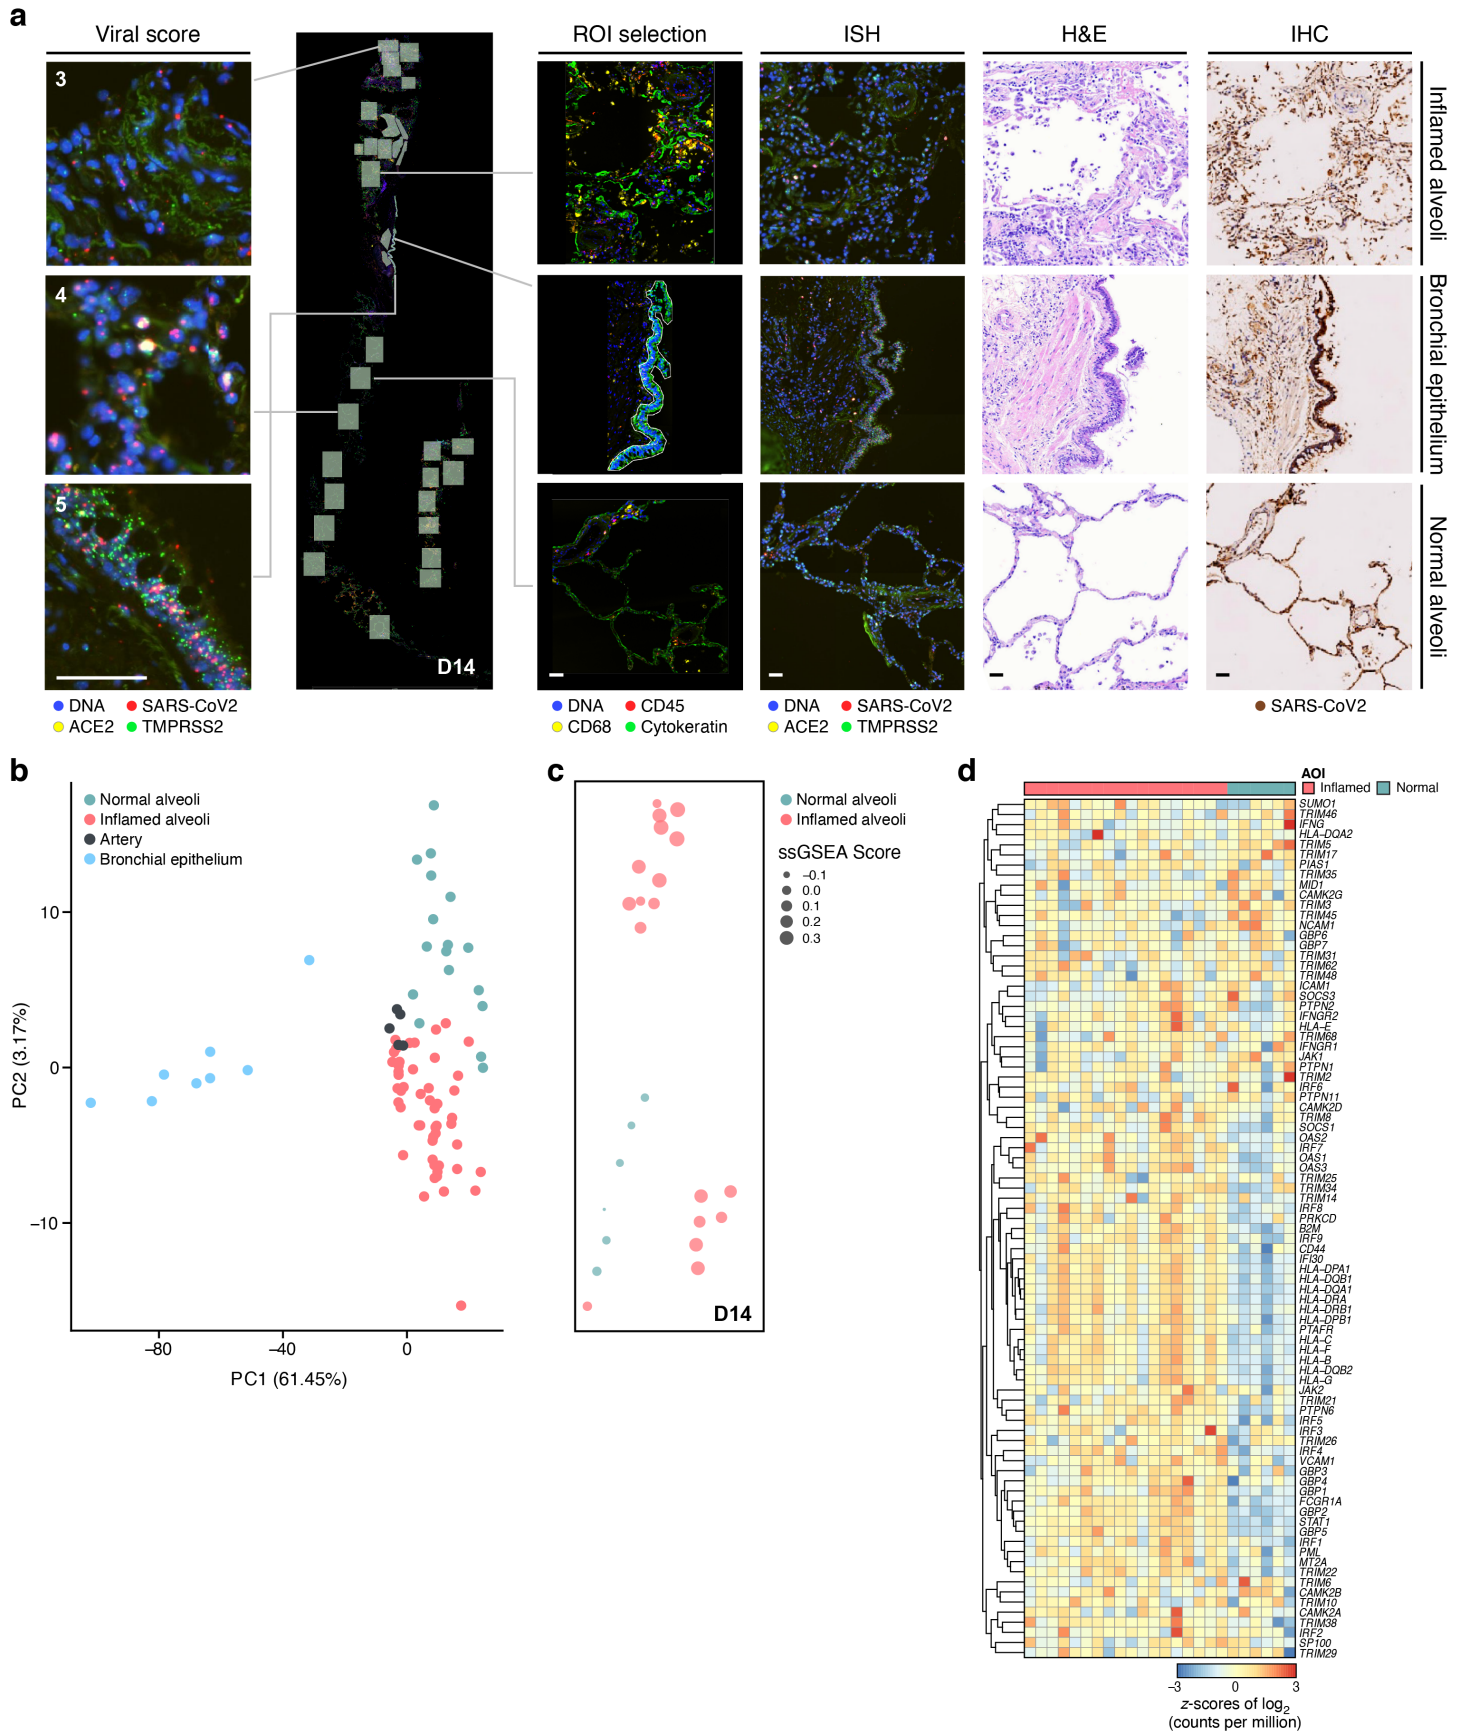 a
Viral score
ROI selection
ISH
H&E
IHC
3
4
5
D14
Inflamed alveoli
Bronchial epithelium
Normal alveoli
DNA SARS-CoV2
ACE2 TMPRSS2
DNA CD45
CD68 Cytokeratin
DNA SARS-CoV2
ACE2 TMPRSS2
SARS-CoV2
b
Normal alveoli
Inflamed alveoli
Artery
Bronchial epithelium
PC2 (3.17%)
10
0
−10
−80 −40 0
PC1 (61.45%)
c
D14
Normal alveoli
Inflamed alveoli
ssGSEA Score
−0.1
0.0
0.1
0.2
0.3
d
AOI
Inflamed Normal
SUMO1
TRIM46
IFNG
HLA−DQA2
TRIM5
TRIM17
PIAS1
TRIM35
MID1
CAMK2G
TRIM3
TRIM45
NCAM1
GBP6
GBP7
TRIM31
TRIM62
TRIM48
ICAM1
SOCS3
PTPN2
IFNGR2
HLA−E
TRIM68
IFNGR1
JAK1
PTPN1
TRIM2
IRF6
PTPN11
CAMK2D
TRIM8
SOCS1
OAS2
IRF7
OAS1
OAS3
TRIM25
TRIM34
TRIM14
IRF8
PRKCD
B2M
IRF9
CD44
IFI30
HLA−DPA1
HLA−DQB1
HLA−DQA1
HLA−DRA
HLA−DRB1
HLA−DPB1
PTAFR
HLA−C
HLA−F
HLA−B
HLA−DQB2
HLA−G
JAK2
TRIM21
PTPN6
IRF5
IRF3
TRIM26
IRF4
VCAM1
GBP3
GBP4
GBP1
FCGR1A
GBP2
STAT1
GBP5
IRF1
PML
MT2A
TRIM22
TRIM6
CAMK2B
TRIM10
CAMK2A
TRIM38
IRF2
SP100
TRIM29
−3 0 3
z-scores of log2
(counts per million)